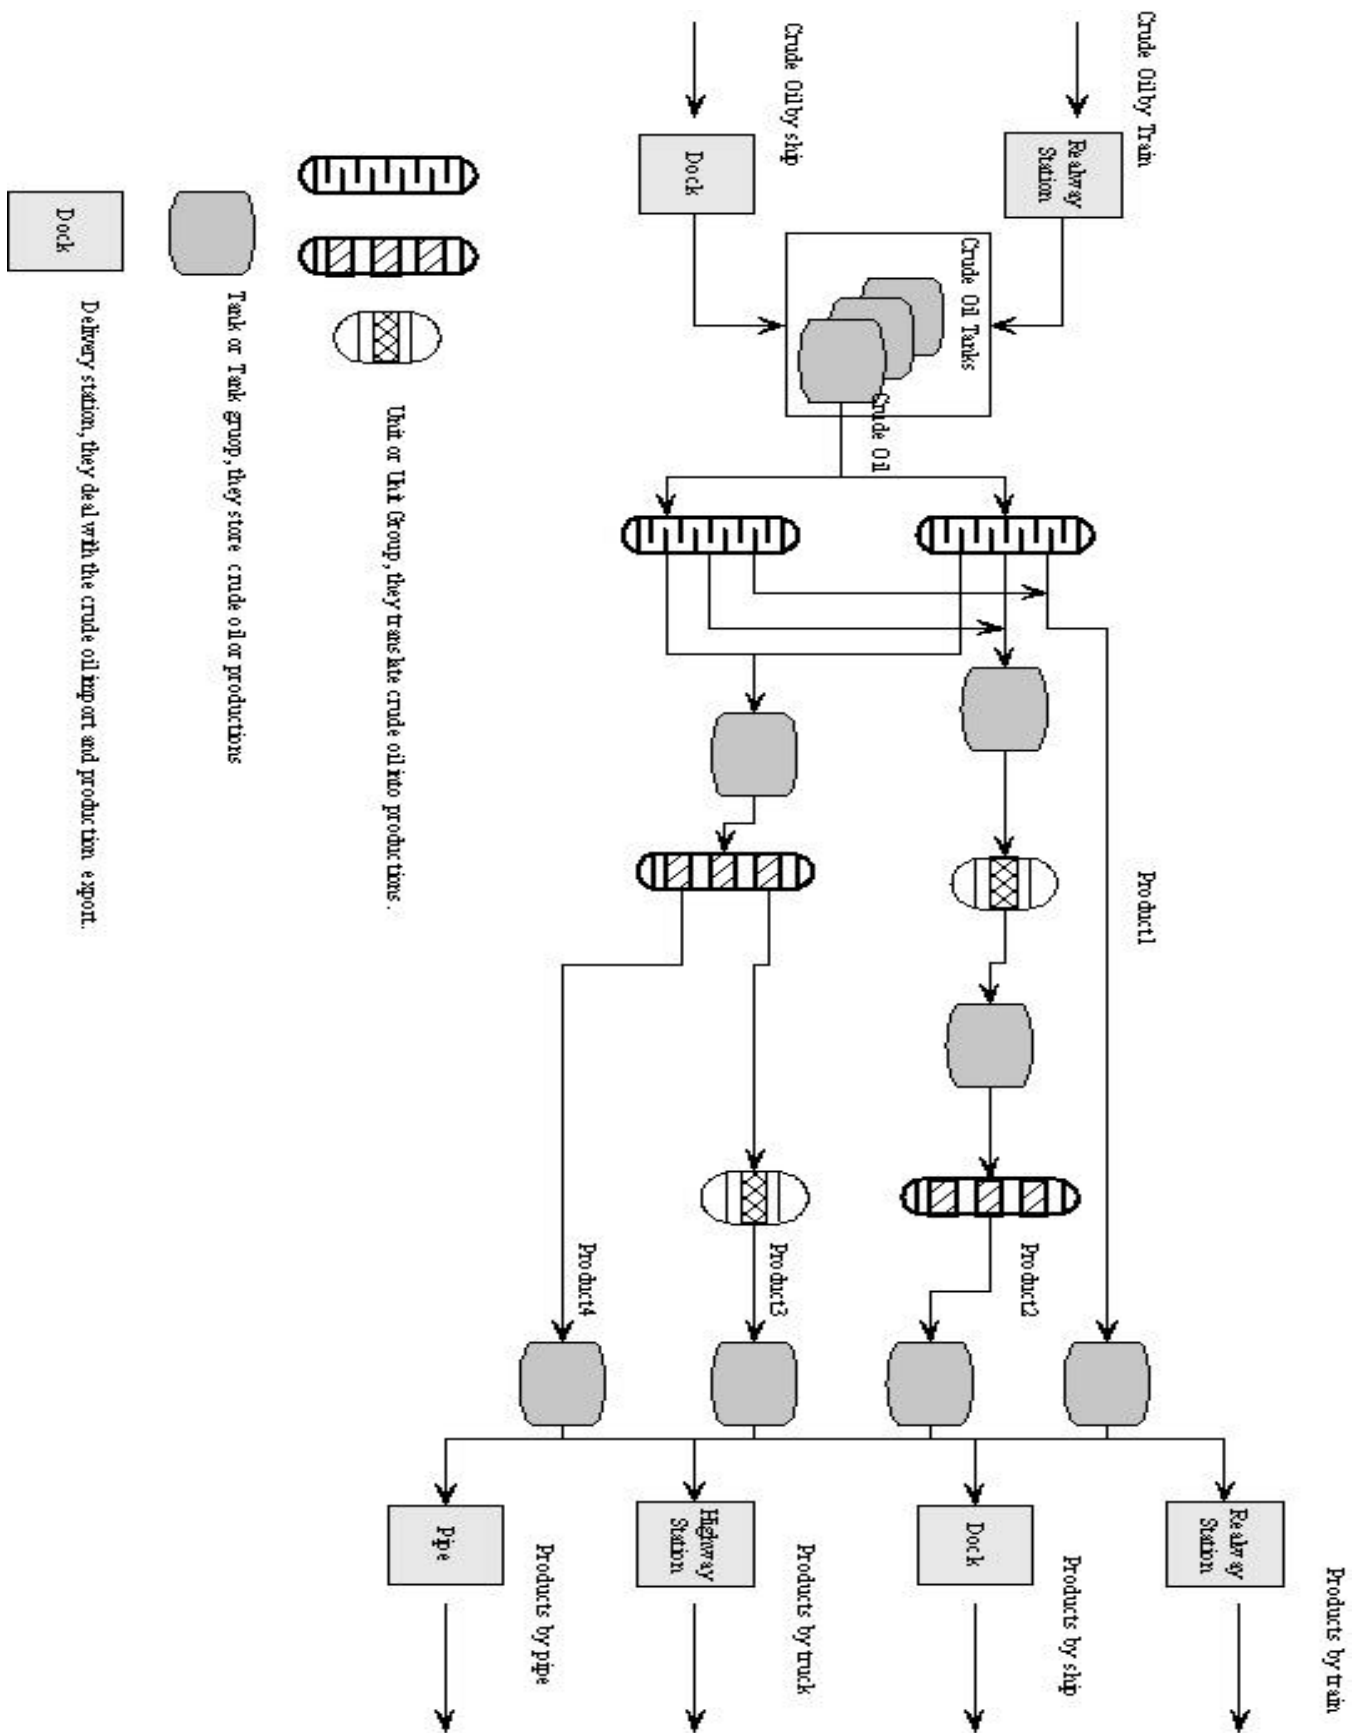 Products by train
Realway
Station
Crude Oil by Train
Product1
Realway
Station
Products by ship
Product2
Dock
Crude Oil Tanks
Crude Oil
Crude Oil by ship
Products by truck
Product3
Highway
Station
Dock
Product4
Products by pipe
Pipe
Unit or Unit Group, they translate crude oil into productions.
Tank or Tank gruop, they store crude oil or productions
Dock
Delivery station, they deal with the crude oil import and production export.